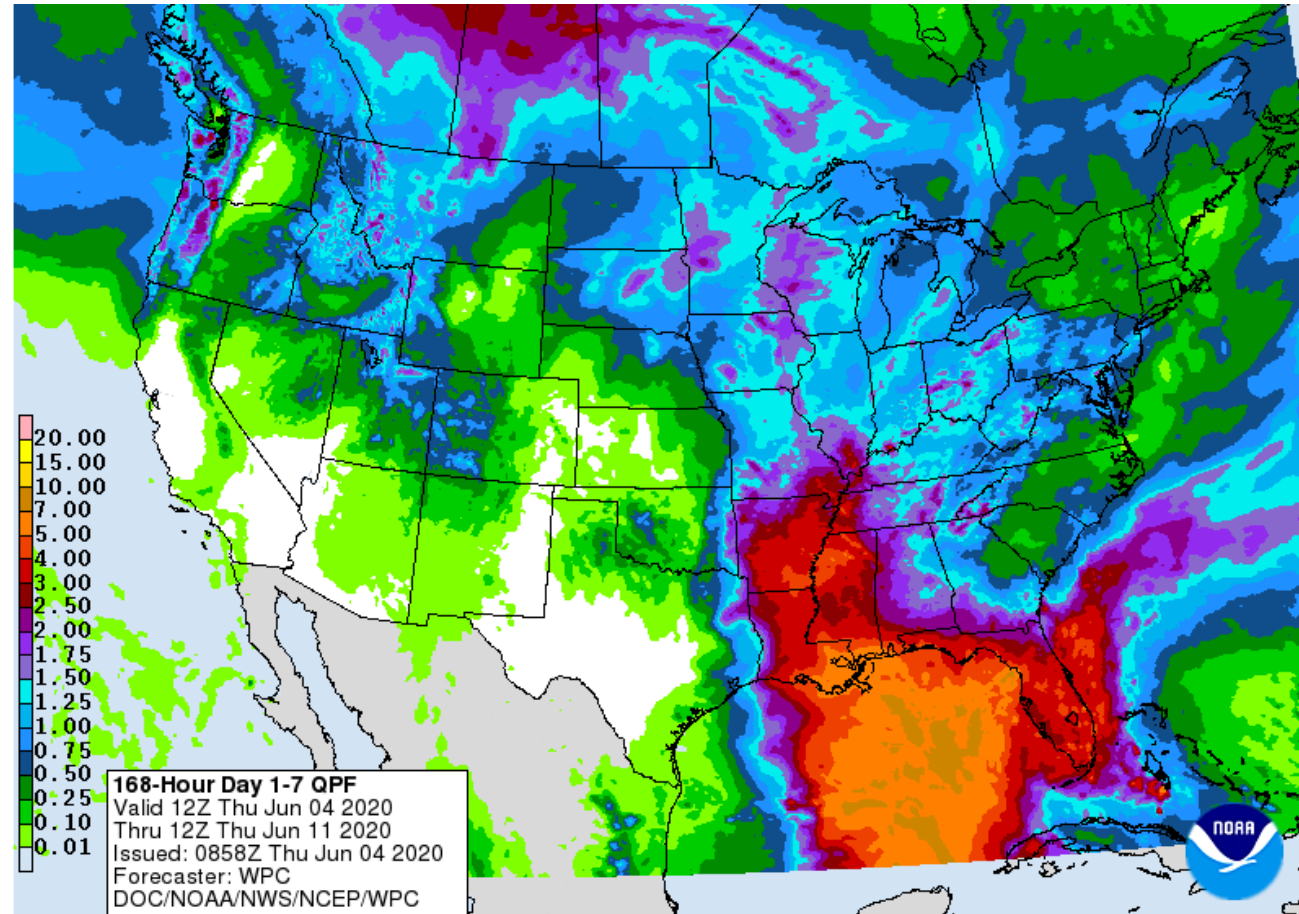 20.00
15.00
10.00
7.00
5.00
4.00
3.00
2.50
2.00
1.75
1.50
1.25
1.00
0.75
0.50
0.25
0.10
0.01
168-Hour Day 1-7 QPF
Valid 12Z Thu Jun 04 2020
Thru 12Z Thu Jun 11 2020
Issued: 0858Z Thu Jun 04 2020
Forecaster: WPC
DOC/NOAA/NWS/NCEP/WPC
NOAA